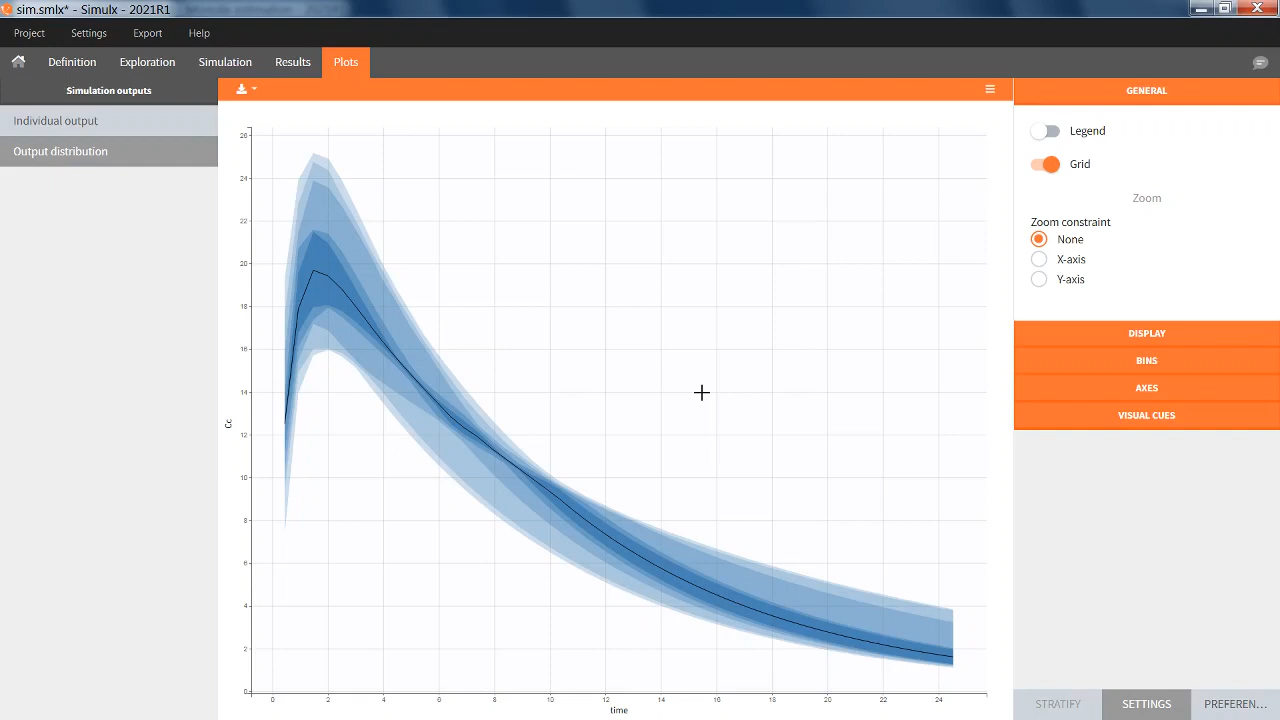 sim.smlx* - Simulx - 2021R1
Project Settings Export Help
Definition Exploration Simulation Results Plots
Simulation outputs
Individual output
Output distribution
26
24
22
20
18
16
14
12
10
8
6
4
2
0
Cc
0 2 4 6 8 10 12 14 16 18 20 22 24
time
GENERAL
Legend
Grid
Zoom
Zoom constraint
None
X-axis
Y-axis
DISPLAY
BINS
AXES
VISUAL CUES
STRATIFY SETTINGS PREFEREN...